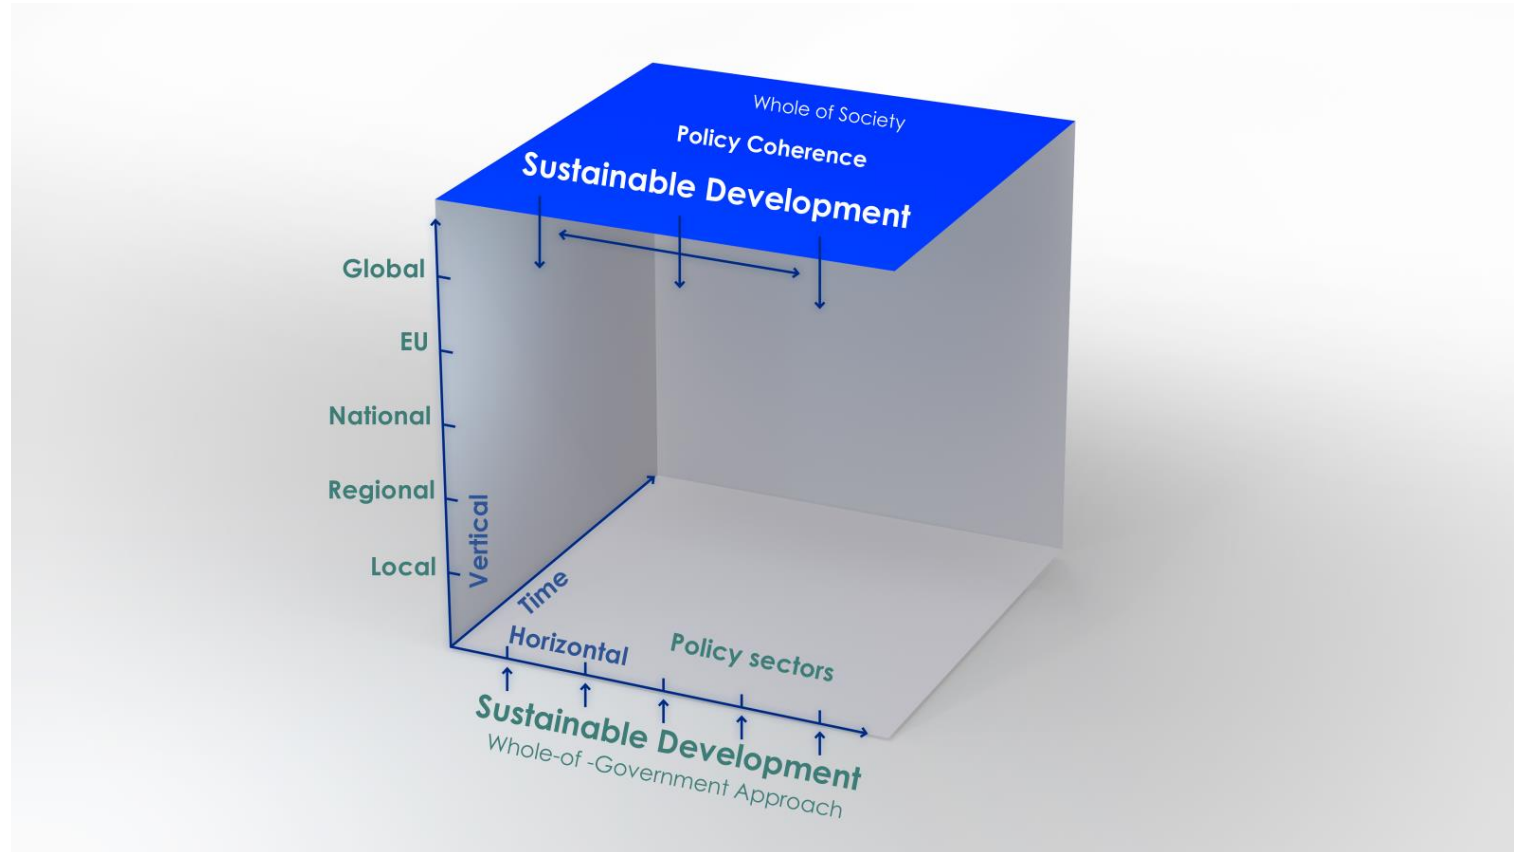 Whole of Society
Policy Coherence
Sustainable Development
Global
EU
National
Regional
Local
Vertical
Time
Horizontal
Policy sectors
Sustainable Development
Whole-of -Government Approach